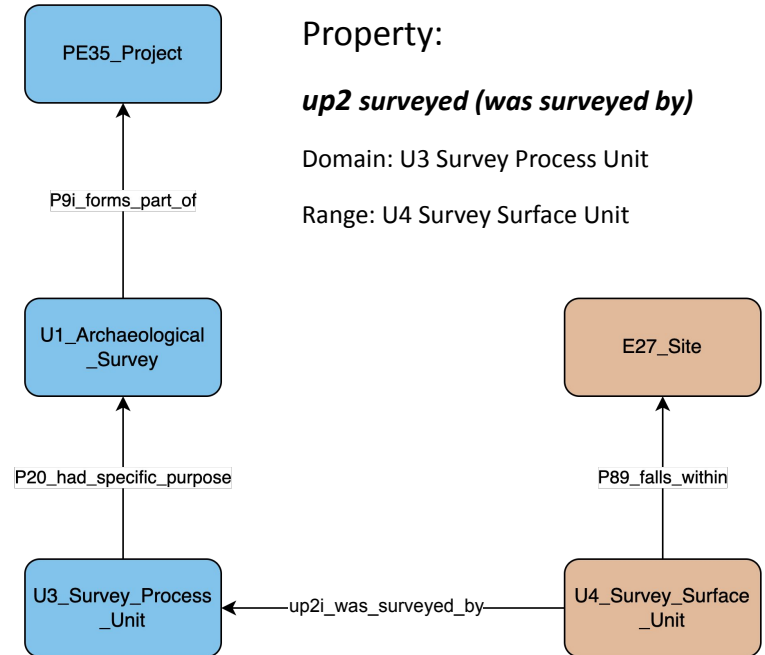 Property:
up2 surveyed (was surveyed by)
Domain: U3 Survey Process Unit
Range: U4 Survey Surface Unit
PE35_Project
P9i_forms_part_of
U1_Archaeological
_Survey
E27_Site
P20_had_specific_purpose
P89_falls_within
U3_Survey_Process
_Unit
up2i_was_surveyed_by
U4_Survey_Surface
_Unit